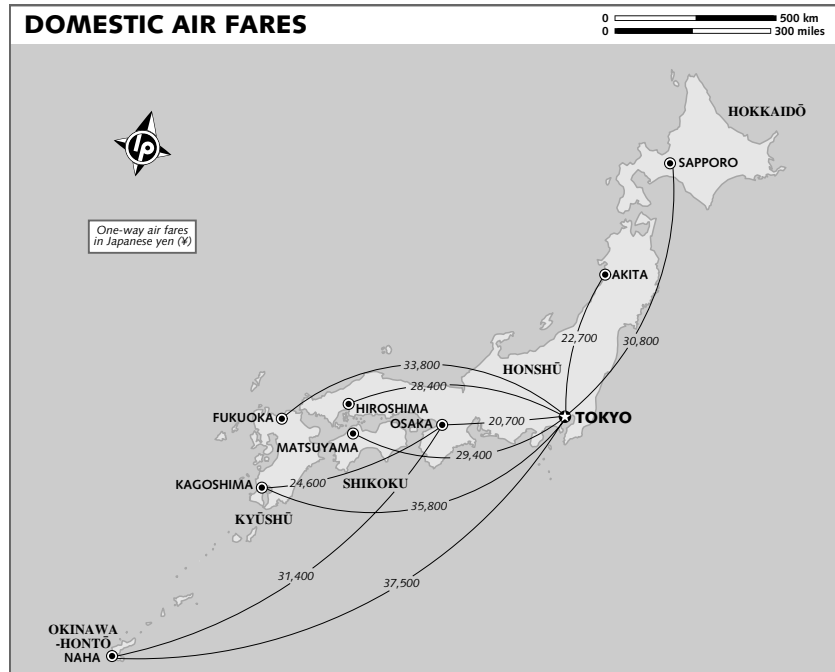 DOMESTIC AIR FARES
0 500 km
0 300 miles
HOKKAIDŌ
lp
SAPPORO
One-way air fares
in Japanese yen (¥)
AKITA
22,700
30,800
33,800
HONSHŪ
28,400
HIROSHIMA
FUKUOKA
TOKYO
OSAKA
20,700
MATSUYAMA
29,400
KAGOSHIMA
24,600
SHIKOKU
35,800
KYŪSHŪ
31,400
37,500
OKINAWA
-HONTŌ
NAHA